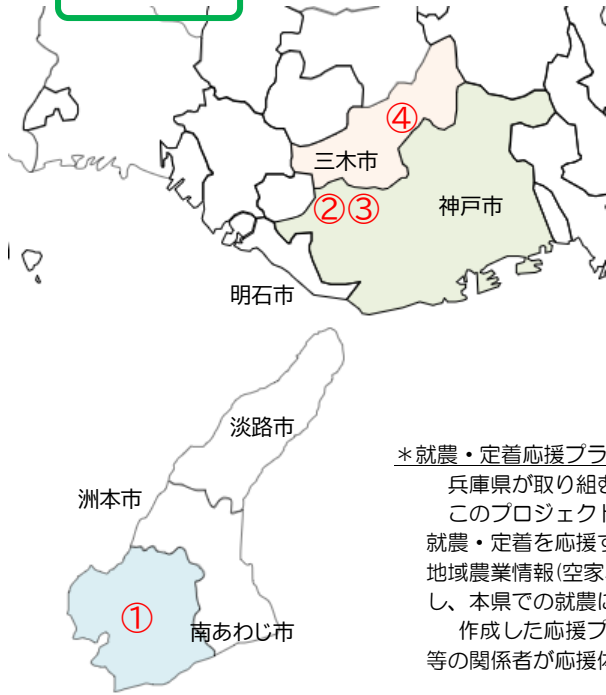 ④
三木市
②③
神戸市
明石市
淡路市
洲本市
①
南あわじ市
＊就農・定着応援プラ
兵庫県が取り組
このプロジェクト
就農・定着を応援す
地域農業情報(空家
し、本県での就農に
作成した応援プ
等の関係者が応援体